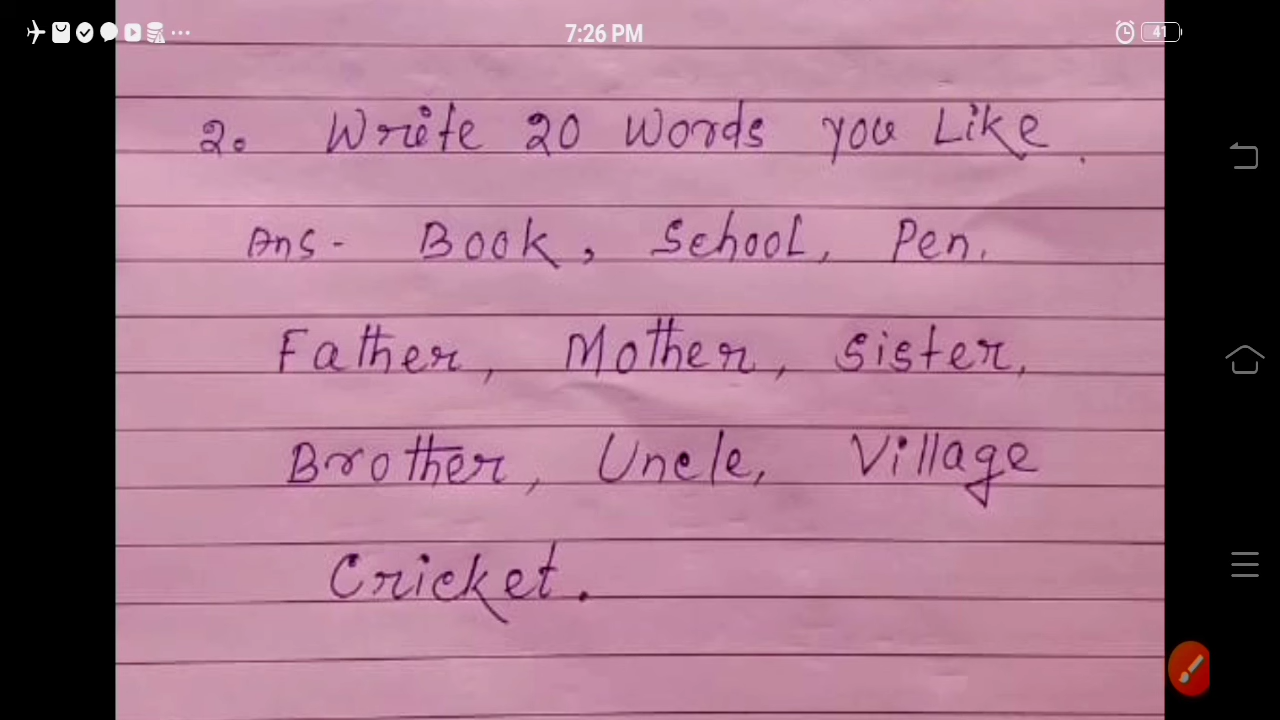 7:26 PM
41
2. Write 20 Words you Like.
Ans- Book, School, Pen.
Father, Mother, Sister,
Brother, Uncle, Village
Cricket.